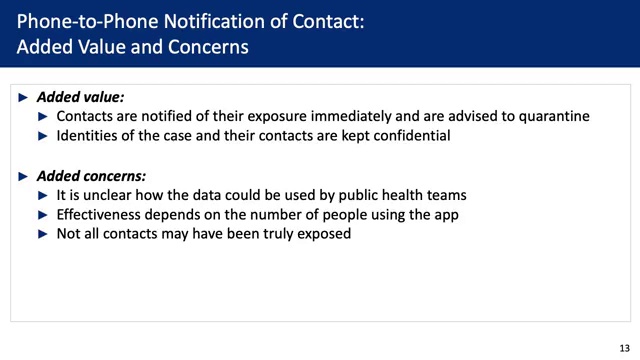 Phone-to-Phone Notification of Contact:
Added Value and Concerns
► Added value:
► Contacts are notified of their exposure immediately and are advised to quarantine
► Identities of the case and their contacts are kept confidential
► Added concerns:
► It is unclear how the data could be used by public health teams
► Effectiveness depends on the number of people using the app
► Not all contacts may have been truly exposed
13